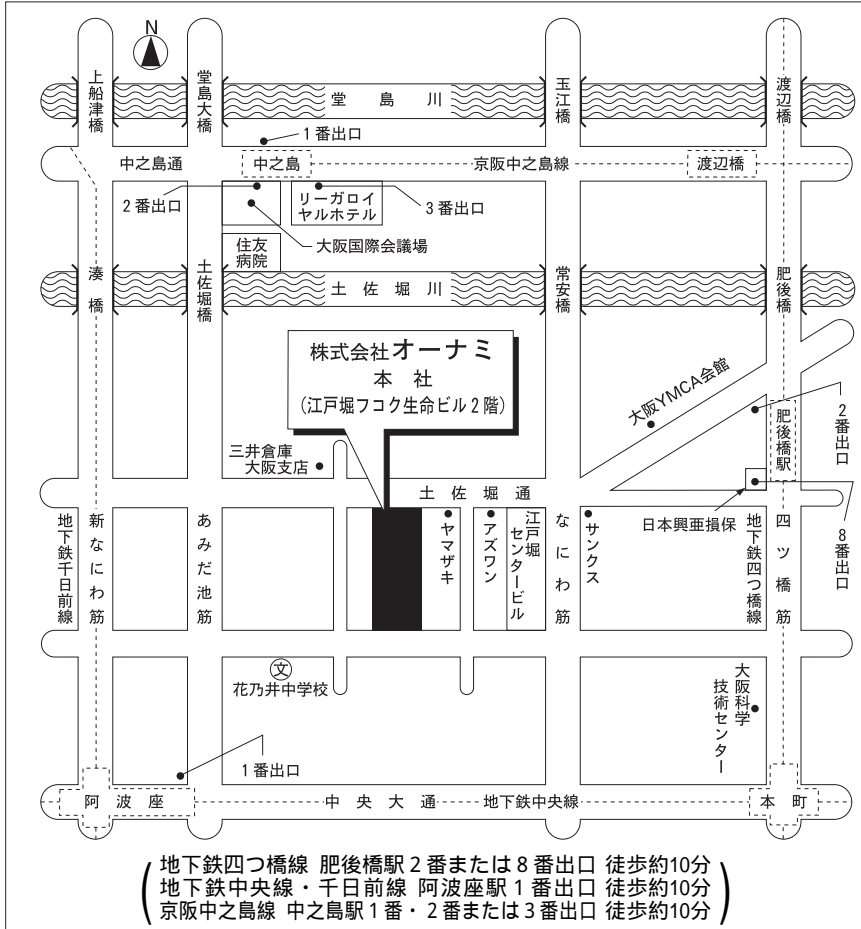 N
上船津橋
堂島大橋
堂島川
玉江橋
渡辺橋
1番出口
中之島通
中之島
京阪中之島線
渡辺橋
2番出口
リーガロイ
ヤルホテル
3番出口
大阪国際会議場
住友
病院
湊橋
土佐堀橋
土佐堀川
常安橋
肥後橋
株式会社オーナミ
本社
(江戸堀フコク生命ビル2階)
大阪YMCA会館
2番出口
肥後橋駅
三井倉庫
大阪支店
土佐堀通
日本興亜損保
8番出口
地下鉄千日前線
新なにわ筋
あみだ池筋
ヤマザキ
アズワン
江戸堀
センタービル
なにわ筋
サンクス
地下鉄四つ橋線
四ツ橋筋
文
花乃井中学校
大阪科学
技術センター
1番出口
阿波座
中央大通
地下鉄中央線
本町
地下鉄四つ橋線 肥後橋駅2番または8番出口 徒歩約10分
地下鉄中央線・千日前線 阿波座駅1番出口 徒歩約10分
京阪中之島線 中之島駅1番・2番または3番出口 徒歩約10分